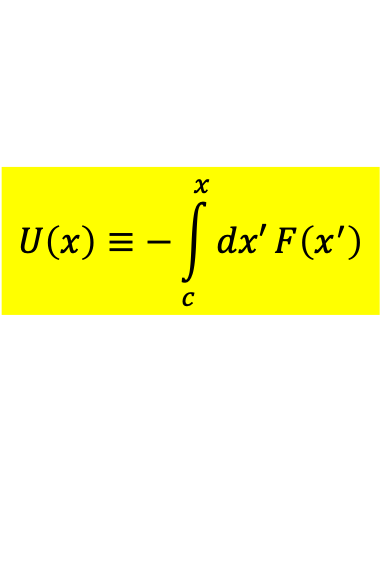 U(x) ≡ − ∫_c^x dx′ F(x′)